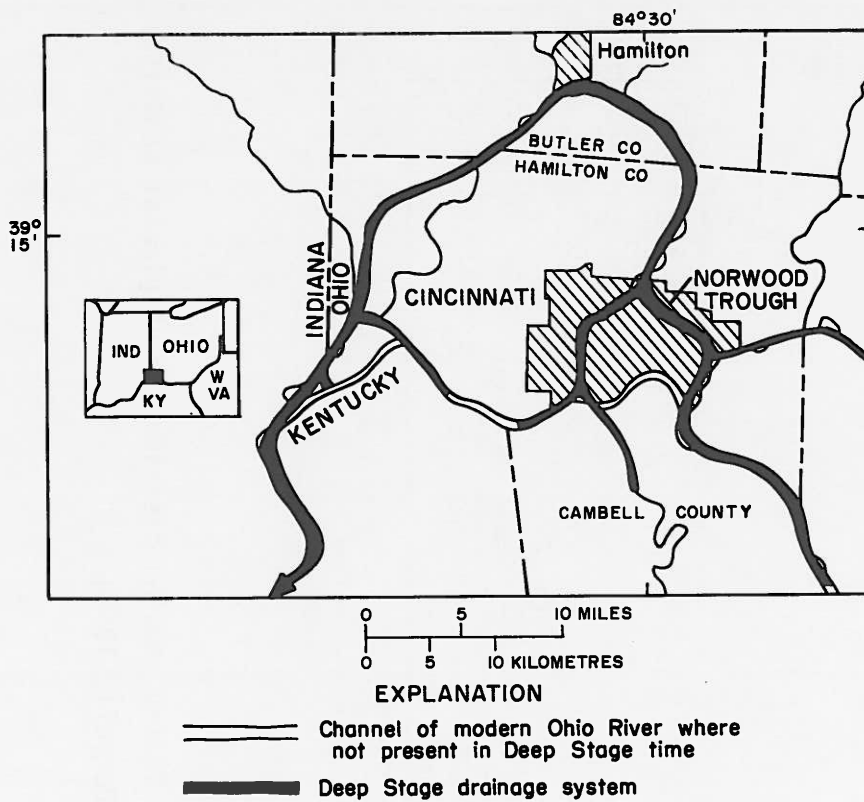 84°30'
Hamilton
BUTLER CO
HAMILTON CO
39°
15'
INDIANA
OHIO
CINCINNATI
NORWOOD
TROUGH
IND
OHIO
KY
W
VA
KENTUCKY
CAMBELL COUNTY
0 5 10 MILES
0 5 10 KILOMETRES
EXPLANATION
Channel of modern Ohio River where
not present in Deep Stage time
Deep Stage drainage system